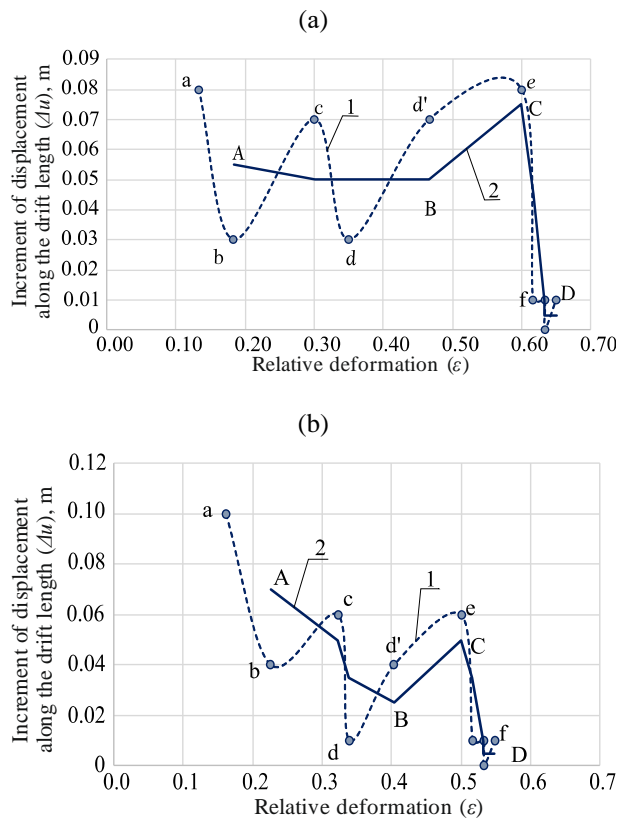 (a)
Increment of displacement
along the drift length (Δu), m
0.09
0.08
0.07
0.06
0.05
0.04
0.03
0.02
0.01
0
a
A
b
c
1
d
d'
B
2
e
C
f
D
0.00 0.10 0.20 0.30 0.40 0.50 0.60 0.70
Relative deformation (ε)
(b)
Increment of displacement
along the drift length (Δu), m
0.12
0.10
0.08
0.06
0.04
0.02
0
a
A
2
b
c
1
d
d'
B
e
C
f
D
0.0 0.1 0.2 0.3 0.4 0.5 0.6 0.7
Relative deformation (ε)